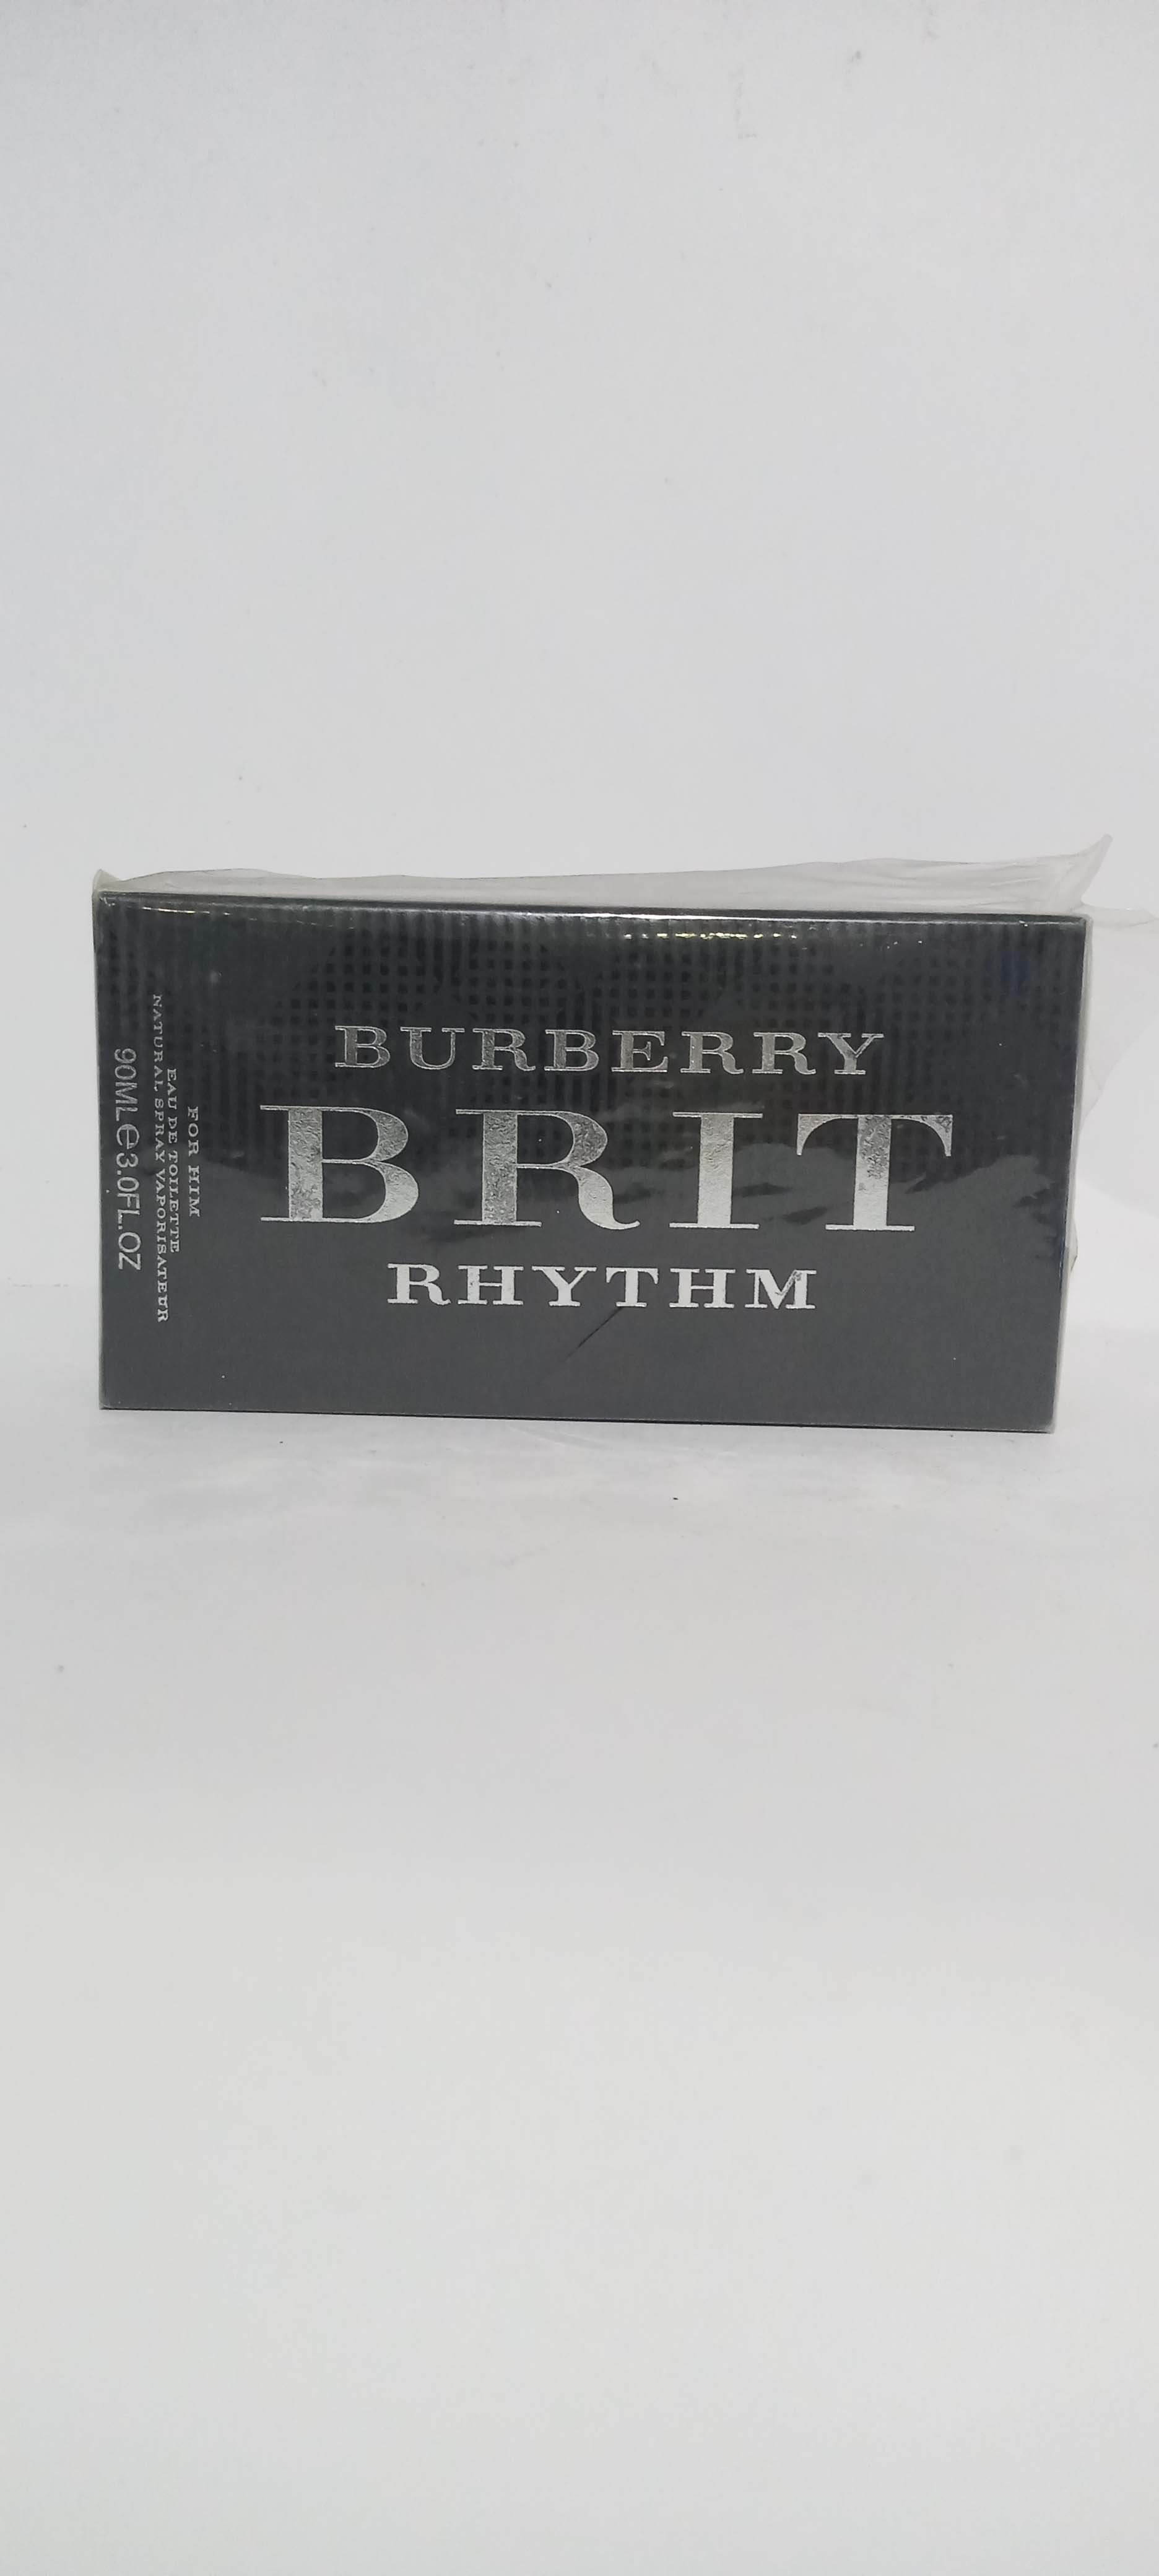 BURBERRY
BRIT
RHYTHM
FOR HIM
EAU DE TOILETTE
NATURAL SPRAY VAPORISATEUR
90ML℮3.0FL.OZ